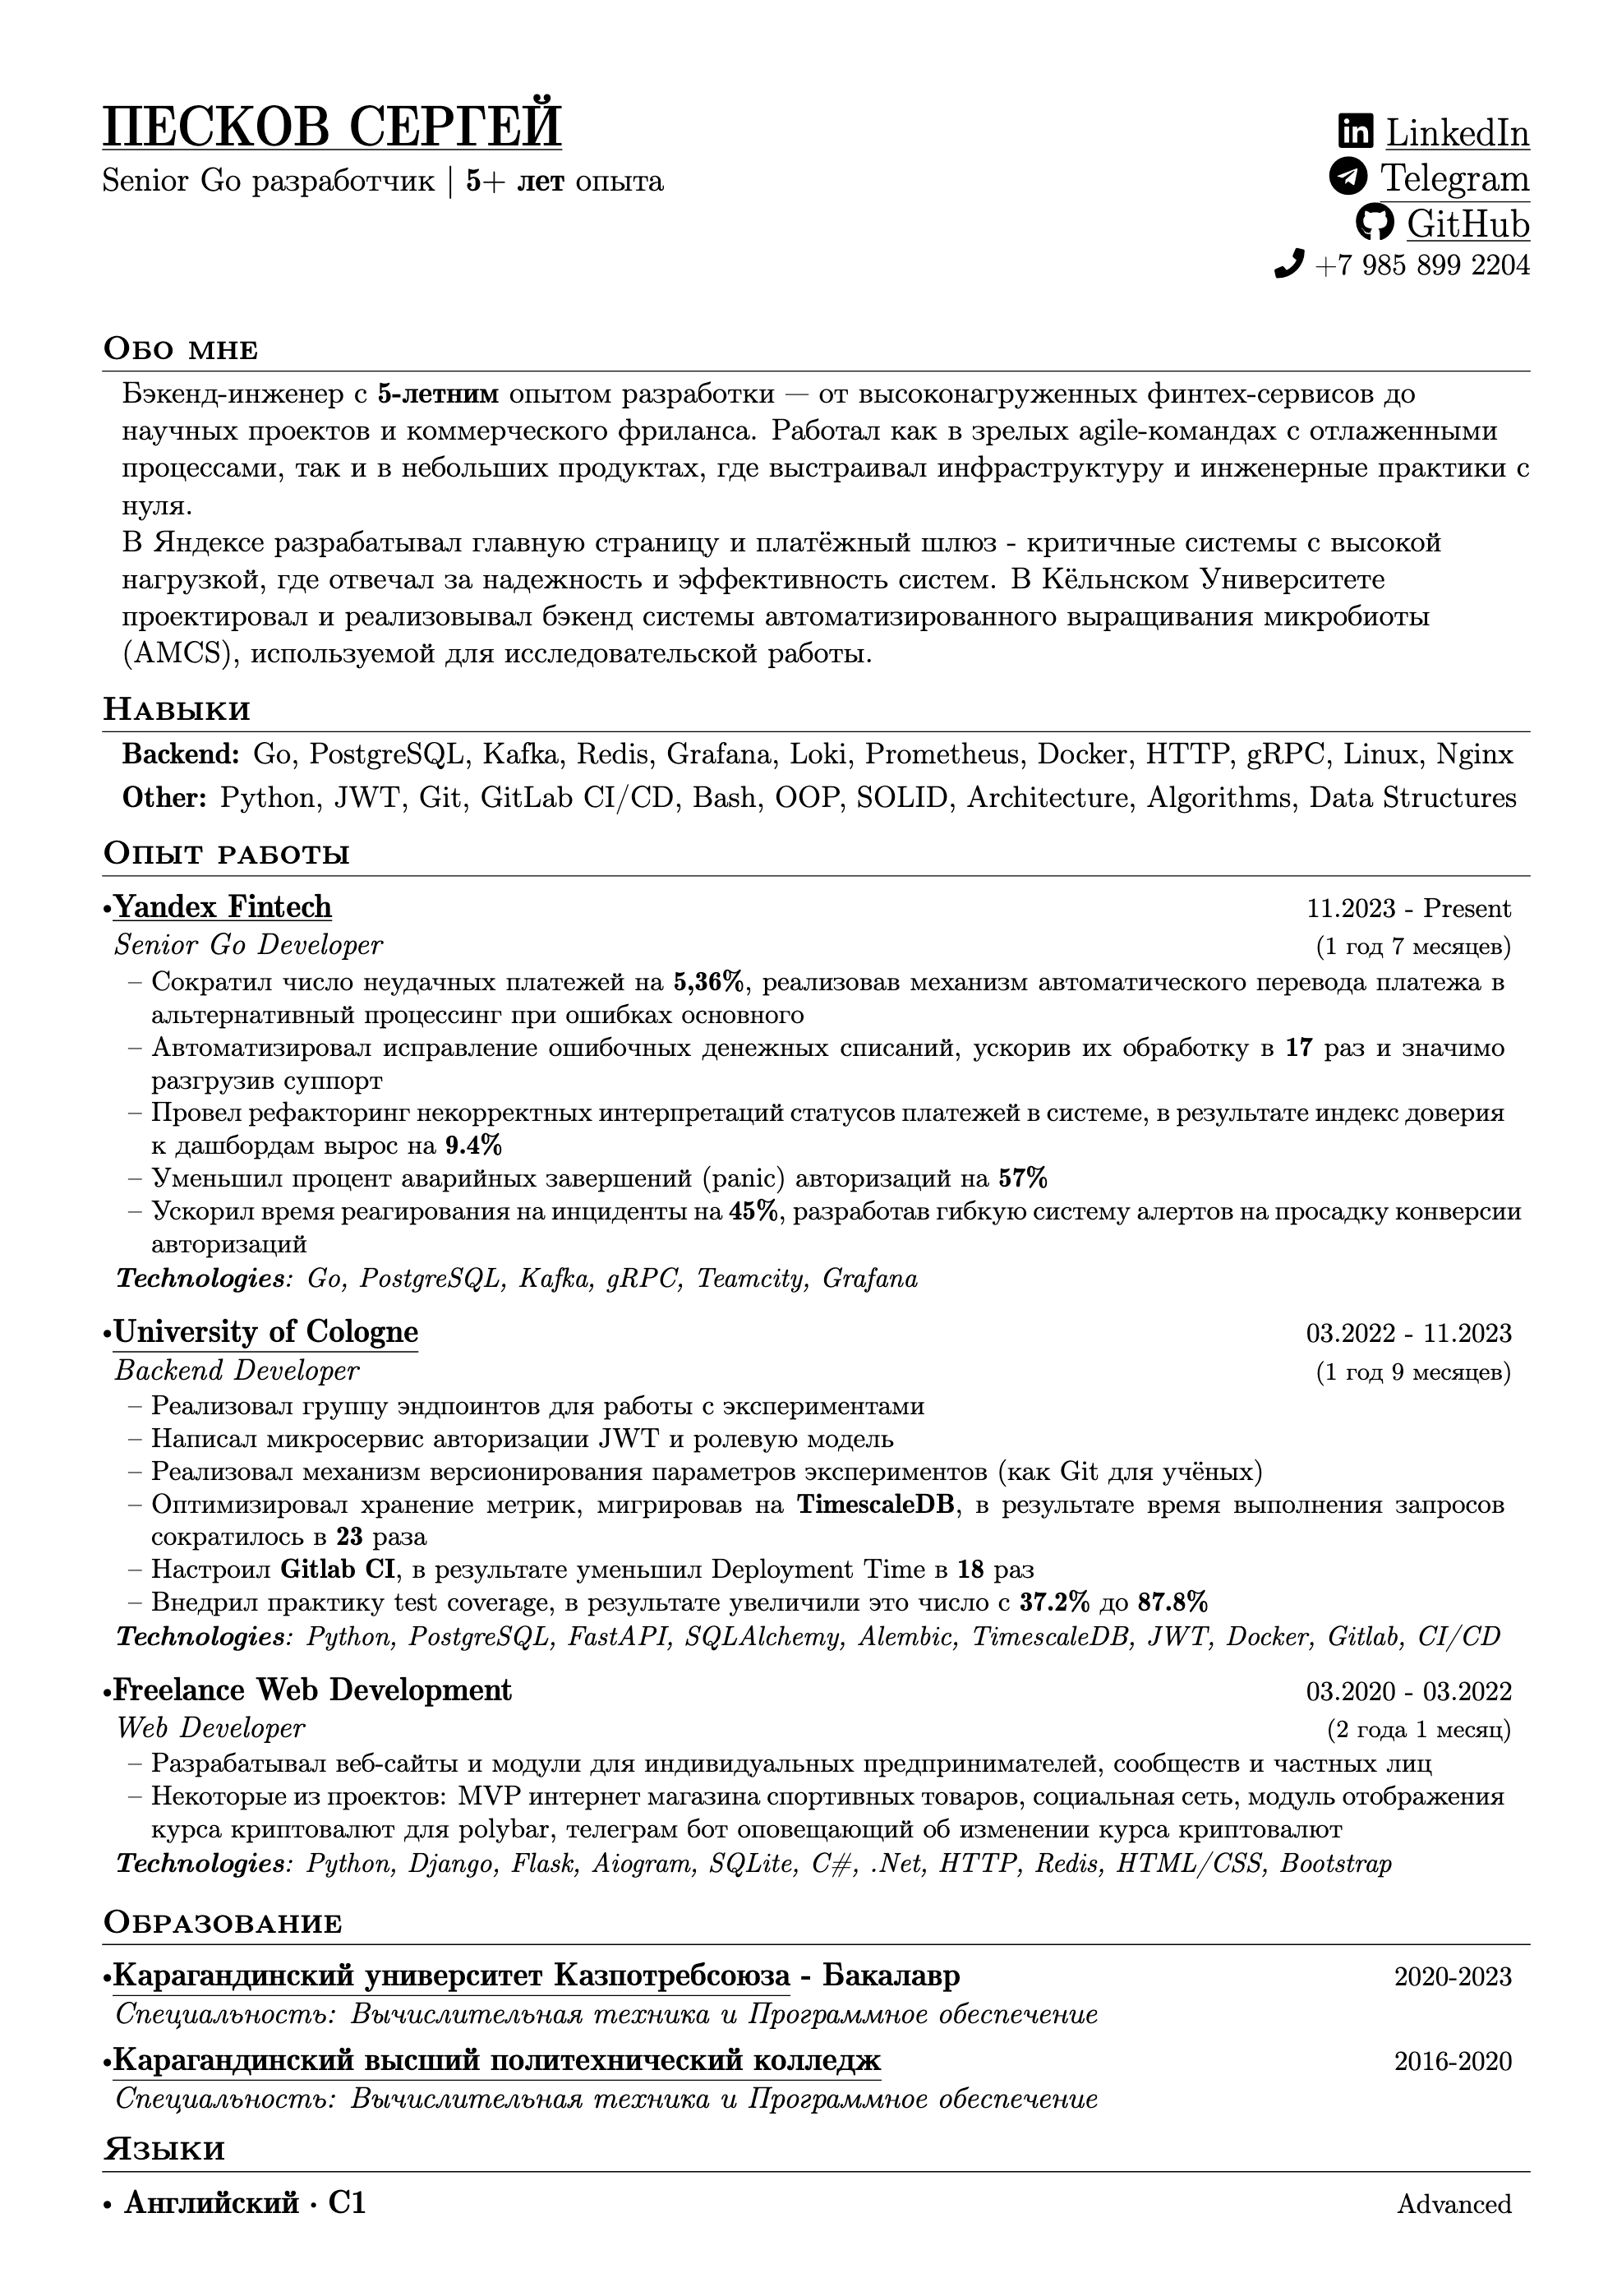 ПЕСКОВ СЕРГЕЙ
Senior Go разработчик | 5+ лет опыта
LinkedIn
Telegram
GitHub
+7 985 899 2204
Обо мне
Бэкенд-инженер с 5-летним опытом разработки — от высоконагруженных финтех-сервисов до
научных проектов и коммерческого фриланса. Работал как в зрелых agile-командах с отлаженными
процессами, так и в небольших продуктах, где выстраивал инфраструктуру и инженерные практики с
нуля.
В Яндексе разрабатывал главную страницу и платёжный шлюз - критичные системы с высокой
нагрузкой, где отвечал за надежность и эффективность систем. В Кёльнском Университете
проектировал и реализовывал бэкенд системы автоматизированного выращивания микробиоты
(AMCS), используемой для исследовательской работы.
Навыки
Backend: Go, PostgreSQL, Kafka, Redis, Grafana, Loki, Prometheus, Docker, HTTP, gRPC, Linux, Nginx
Other: Python, JWT, Git, GitLab CI/CD, Bash, OOP, SOLID, Architecture, Algorithms, Data Structures
Опыт работы
•Yandex Fintech 11.2023 - Present
Senior Go Developer (1 год 7 месяцев)
– Сократил число неудачных платежей на 5,36%, реализовав механизм автоматического перевода платежа в
альтернативный процессинг при ошибках основного
– Автоматизировал исправление ошибочных денежных списаний, ускорив их обработку в 17 раз и значимо
разгрузив суппорт
– Провел рефакторинг некорректных интерпретаций статусов платежей в системе, в результате индекс доверия
к дашбордам вырос на 9.4%
– Уменьшил процент аварийных завершений (panic) авторизаций на 57%
– Ускорил время реагирования на инциденты на 45%, разработав гибкую систему алертов на просадку конверсии
авторизаций
Technologies: Go, PostgreSQL, Kafka, gRPC, Teamcity, Grafana
•University of Cologne 03.2022 - 11.2023
Backend Developer (1 год 9 месяцев)
– Реализовал группу эндпоинтов для работы с экспериментами
– Написал микросервис авторизации JWT и ролевую модель
– Реализовал механизм версионирования параметров экспериментов (как Git для учёных)
– Оптимизировал хранение метрик, мигрировав на TimescaleDB, в результате время выполнения запросов
сократилось в 23 раза
– Настроил Gitlab CI, в результате уменьшил Deployment Time в 18 раз
– Внедрил практику test coverage, в результате увеличили это число с 37.2% до 87.8%
Technologies: Python, PostgreSQL, FastAPI, SQLAlchemy, Alembic, TimescaleDB, JWT, Docker, Gitlab, CI/CD
•Freelance Web Development 03.2020 - 03.2022
Web Developer (2 года 1 месяц)
– Разрабатывал веб-сайты и модули для индивидуальных предпринимателей, сообществ и частных лиц
– Некоторые из проектов: MVP интернет магазина спортивных товаров, социальная сеть, модуль отображения
курса криптовалют для polybar, телеграм бот оповещающий об изменении курса криптовалют
Technologies: Python, Django, Flask, Aiogram, SQLite, C#, .Net, HTTP, Redis, HTML/CSS, Bootstrap
Образование
•Карагандинский университет Казпотребсоюза - Бакалавр 2020-2023
Специальность: Вычислительная техника и Программное обеспечение
•Карагандинский высший политехнический колледж 2016-2020
Специальность: Вычислительная техника и Программное обеспечение
Языки
• Английский · C1 Advanced